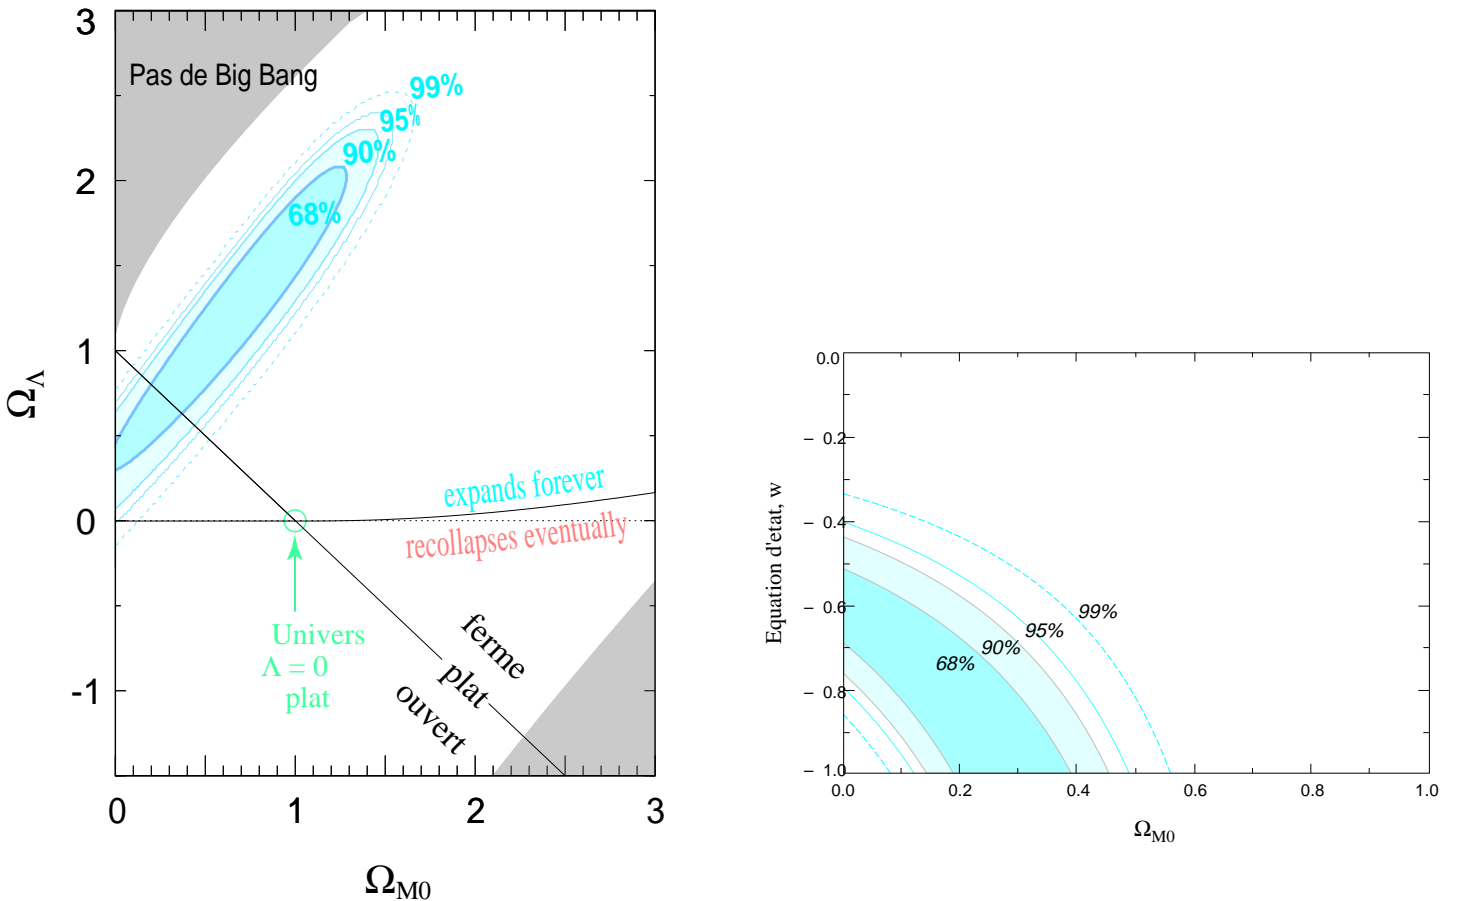 3
2
1
0
-1
Ω_Λ
Pas de Big Bang
99%
95%
90%
68%
expands forever
recollapses eventually
Univers
Λ = 0
plat
ferme
plat
ouvert
0 1 2 3
Ω_M0
0.0
– 0.2
– 0.4
– 0.6
– 0.8
– 1.0
Equation d'etat, w
99%
95%
90%
68%
0.0 0.2 0.4 0.6 0.8 1.0
Ω_M0